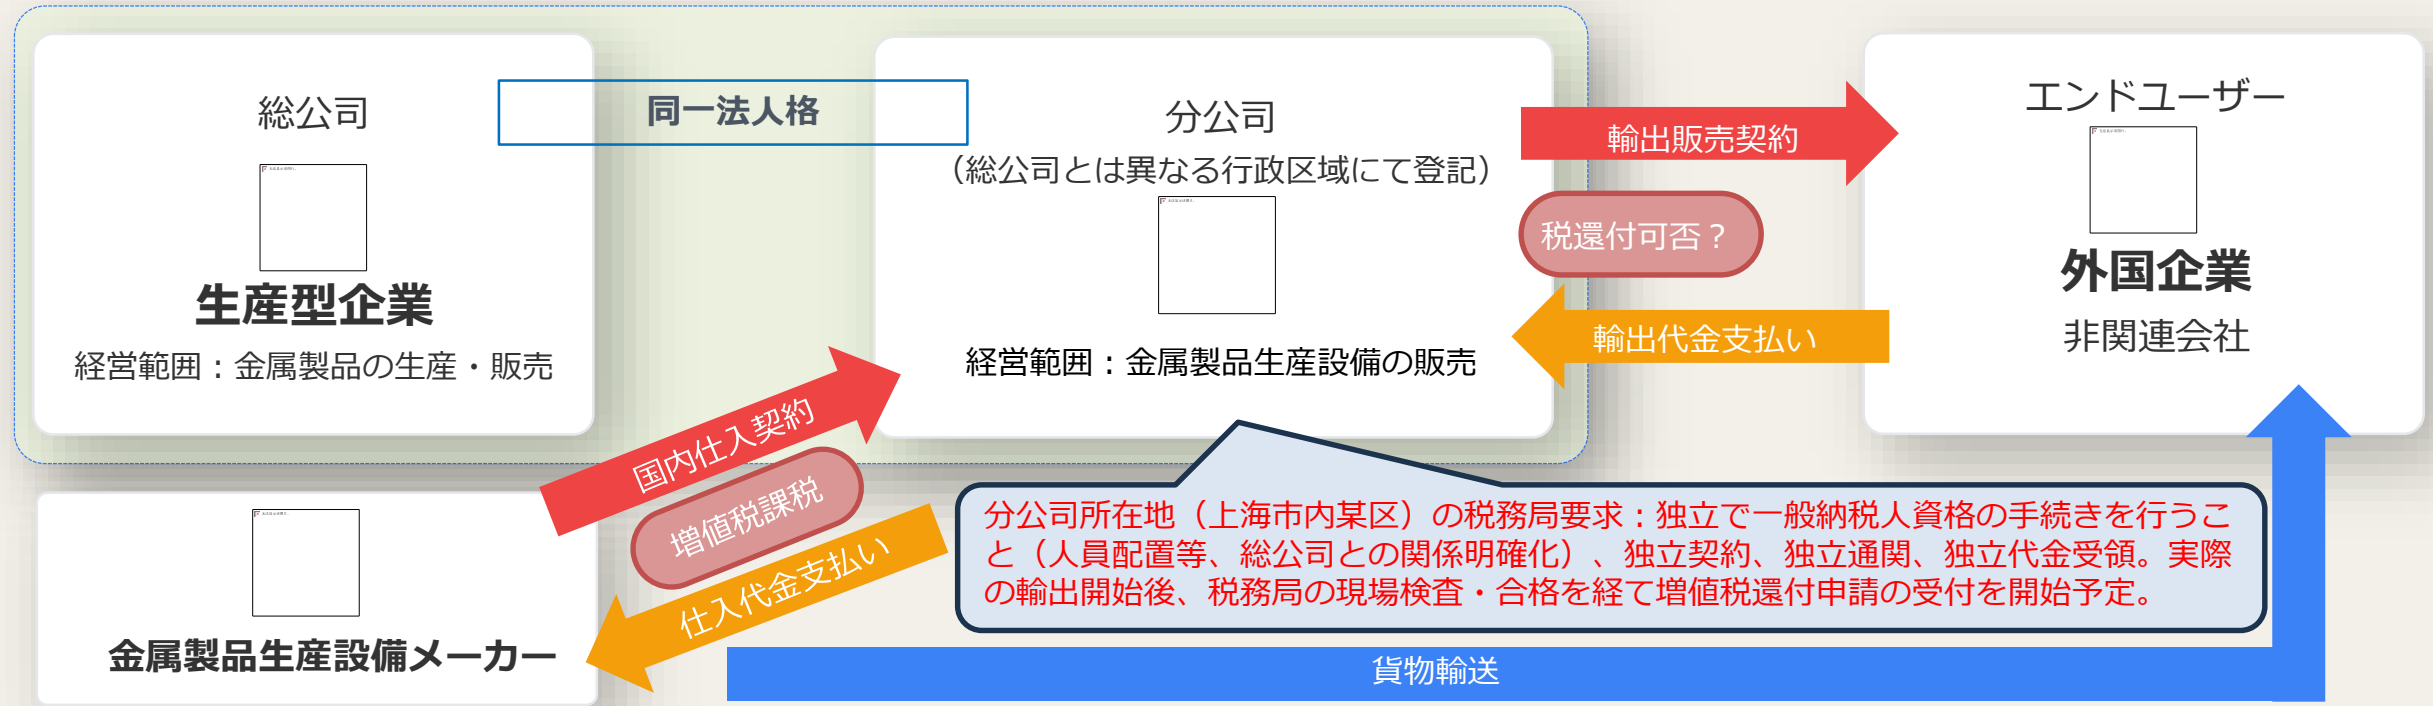 総公司
同一法人格
分公司
（総公司とは異なる行政区域にて登記）
エンドユーザー
輸出販売契約
税還付可否？
生産型企業
経営範囲：金属製品の生産・販売
経営範囲：金属製品生産設備の販売
輸出代金支払い
外国企業
非関連会社
国内仕入契約
増値税課税
仕入代金支払い
分公司所在地（上海市内某区）の税務局要求：独立で一般納税人資格の手続きを行うこ
と（人員配置等、総公司との関係明確化）、独立契約、独立通関、独立代金受領。実際
の輸出開始後、税務局の現場検査・合格を経て増値税還付申請の受付を開始予定。
金属製品生産設備メーカー
貨物輸送